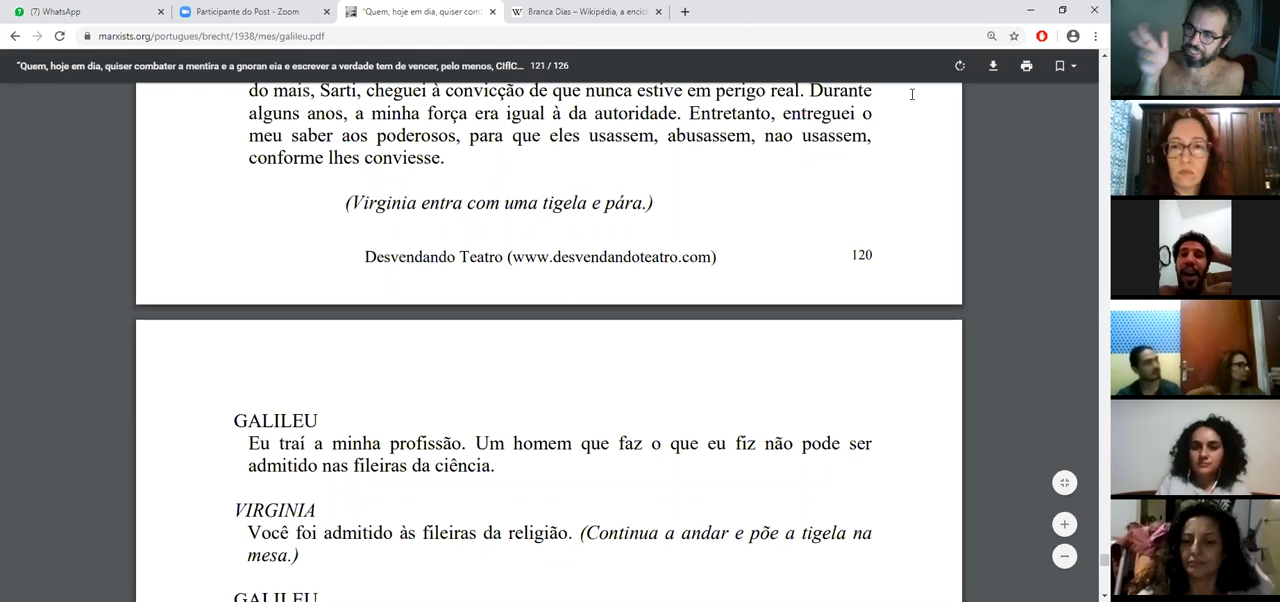 (7) WhatsApp
Participante do Post - Zoom
"Quem, hoje em dia, quiser com
Branca Dias – Wikipédia, a encicl
marxists.org/portugues/brecht/1938/mes/galileu.pdf
"Quem, hoje em dia, quiser combater a mentira e a gnoran eia e escrever a verdade tem de vencer, pelo menos, CIflC... 121 / 126
do mais, Sarti, cheguei à convicção de que nunca estive em perigo real. Durante
alguns anos, a minha força era igual à da autoridade. Entretanto, entreguei o
meu saber aos poderosos, para que eles usassem, abusassem, nao usassem,
conforme lhes conviesse.
(Virginia entra com uma tigela e pára.)
Desvendando Teatro (www.desvendandoteatro.com) 120
GALILEU
Eu traí a minha profissão. Um homem que faz o que eu fiz não pode ser
admitido nas fileiras da ciência.
VIRGINIA
Você foi admitido às fileiras da religião. (Continua a andar e põe a tigela na
mesa.)
GALILEU